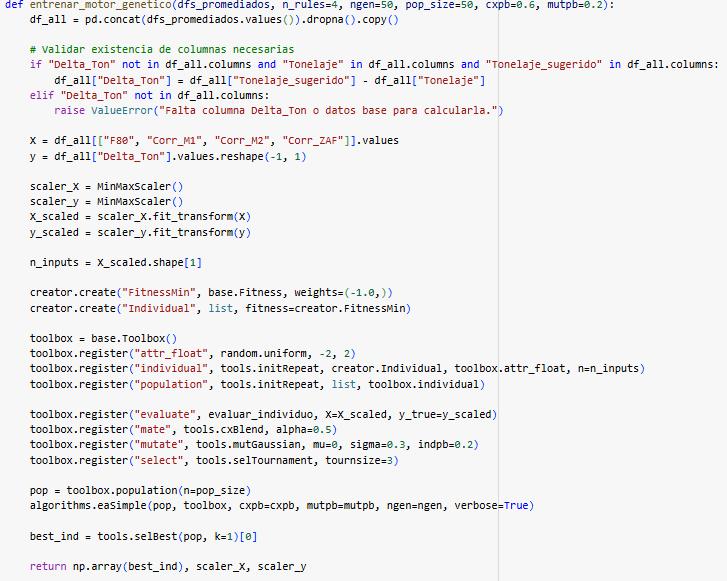 def entrenar_motor_genetico(dfs_promediados, n_rules=4, ngen=50, pop_size=50, cxpb=0.6, mutpb=0.2):
    df_all = pd.concat(dfs_promediados.values()).dropna().copy()

    # Validar existencia de columnas necesarias
    if "Delta_Ton" not in df_all.columns and "Tonelaje" in df_all.columns and "Tonelaje_sugerido" in df_all.columns:
        df_all["Delta_Ton"] = df_all["Tonelaje_sugerido"] - df_all["Tonelaje"]
    elif "Delta_Ton" not in df_all.columns:
        raise ValueError("Falta columna Delta_Ton o datos base para calcularla.")

    X = df_all[["F80", "Corr_M1", "Corr_M2", "Corr_ZAF"]].values
    y = df_all["Delta_Ton"].values.reshape(-1, 1)

    scaler_X = MinMaxScaler()
    scaler_y = MinMaxScaler()
    X_scaled = scaler_X.fit_transform(X)
    y_scaled = scaler_y.fit_transform(y)

    n_inputs = X_scaled.shape[1]

    creator.create("FitnessMin", base.Fitness, weights=(-1.0,))
    creator.create("Individual", list, fitness=creator.FitnessMin)

    toolbox = base.Toolbox()
    toolbox.register("attr_float", random.uniform, -2, 2)
    toolbox.register("individual", tools.initRepeat, creator.Individual, toolbox.attr_float, n=n_inputs)
    toolbox.register("population", tools.initRepeat, list, toolbox.individual)

    toolbox.register("evaluate", evaluar_individuo, X=X_scaled, y_true=y_scaled)
    toolbox.register("mate", tools.cxBlend, alpha=0.5)
    toolbox.register("mutate", tools.mutGaussian, mu=0, sigma=0.3, indpb=0.2)
    toolbox.register("select", tools.selTournament, tournsize=3)

    pop = toolbox.population(n=pop_size)
    algorithms.eaSimple(pop, toolbox, cxpb=cxpb, mutpb=mutpb, ngen=ngen, verbose=True)

    best_ind = tools.selBest(pop, k=1)[0]

    return np.array(best_ind), scaler_X, scaler_y